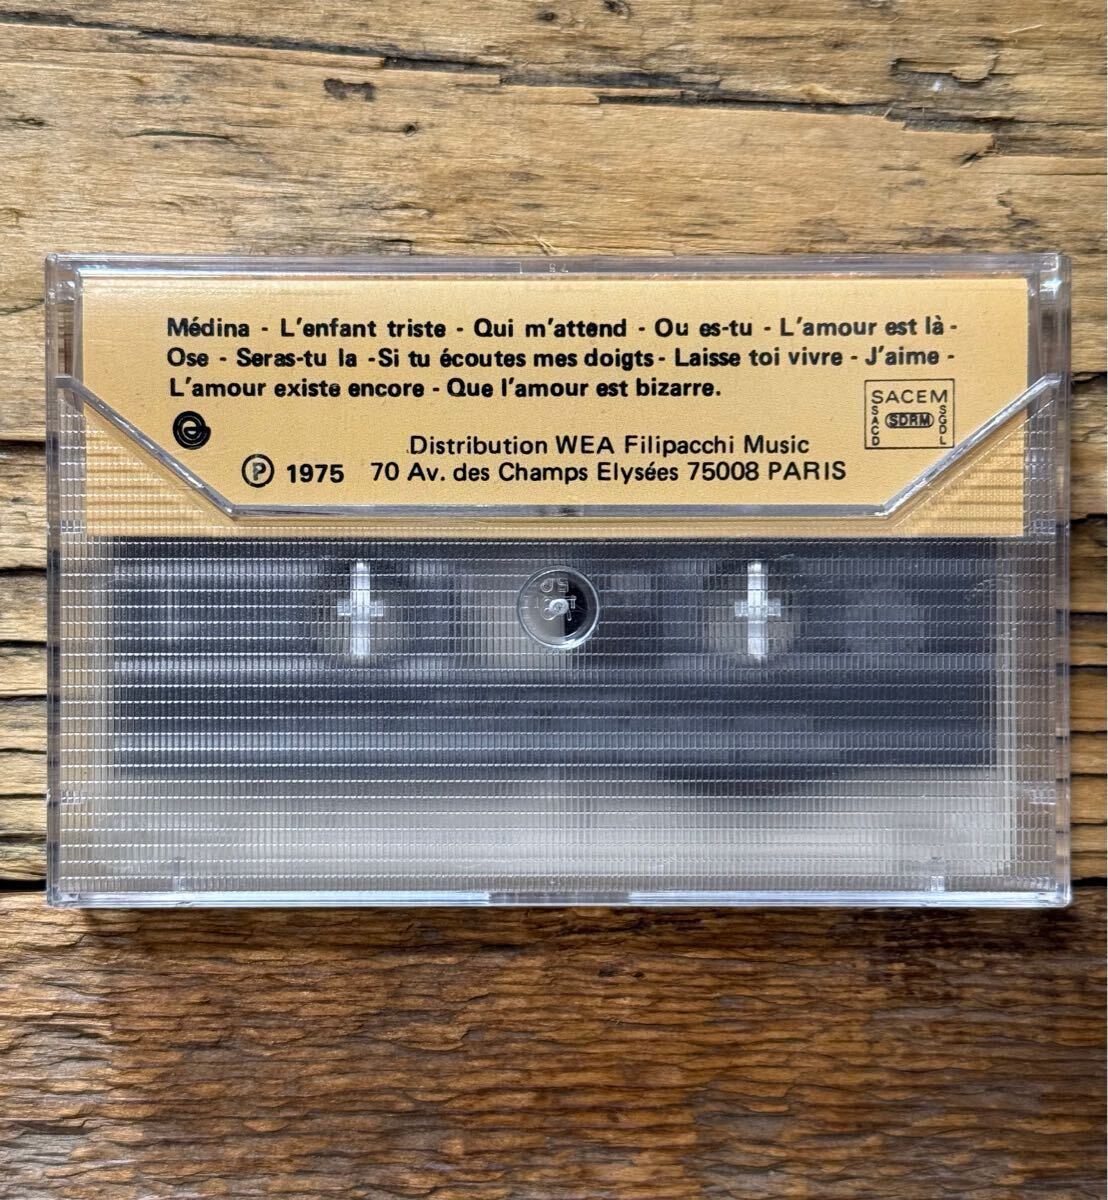 Médina - L'enfant triste - Qui m'attend - Ou es-tu - L'amour est là -
Ose - Seras-tu la -Si tu écoutes mes doigts - Laisse toi vivre - J'aime -
L'amour existe encore - Que l'amour est bizarre.
SACEM
SACD
SDRM
SGDL
Distribution WEA Filipacchi Music
Ⓟ 1975 70 Av. des Champs Elysées 75008 PARIS